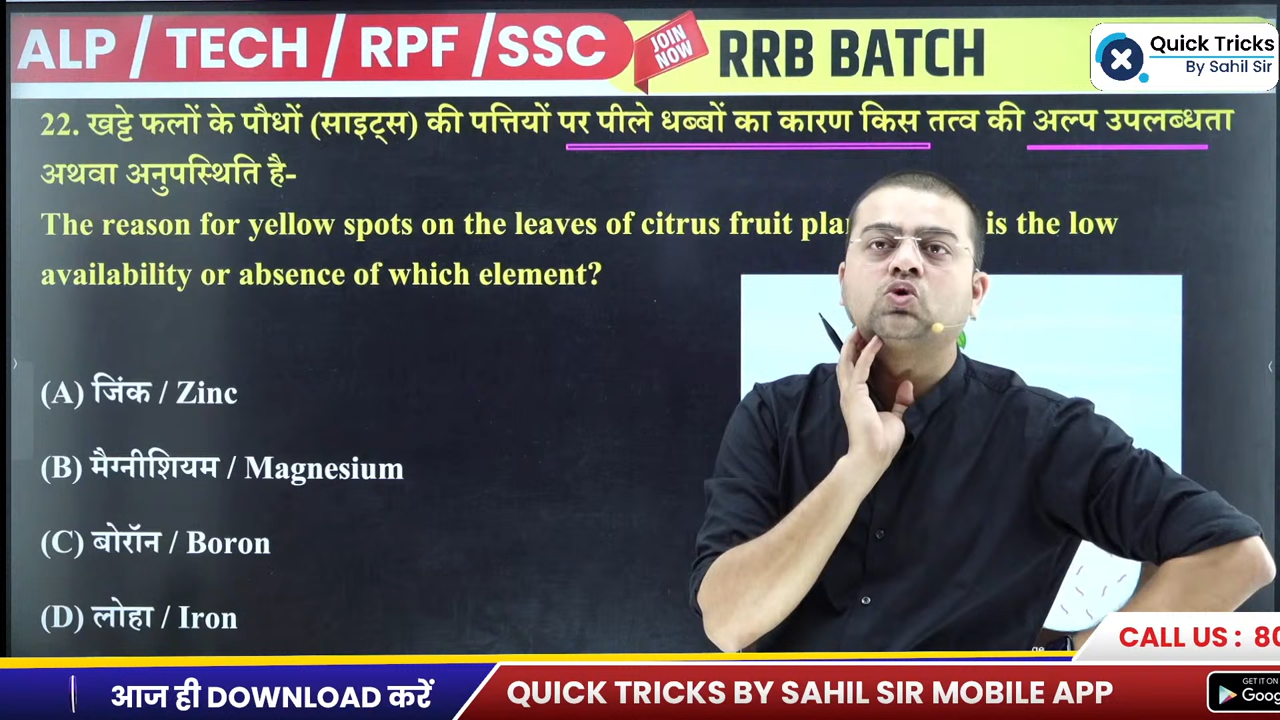 ALP / TECH / RPF / SSC
JOIN NOW
RRB BATCH
Quick Tricks
By Sahil Sir
22. खट्टे फलों के पौधों (साइट्स) की पत्तियों पर पीले धब्बों का कारण किस तत्व की अल्प उपलब्धता
अथवा अनुपस्थिति है-
The reason for yellow spots on the leaves of citrus fruit is the low
availability or absence of which element?
(A) जिंक / Zinc
(B) मैग्नीशियम / Magnesium
(C) बोरॉन / Boron
(D) लोहा / Iron
CALL US : 80
आज ही DOWNLOAD करें
QUICK TRICKS BY SAHIL SIR MOBILE APP
GET IT ON